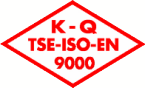 K - Q
TSE-ISO-EN
9000